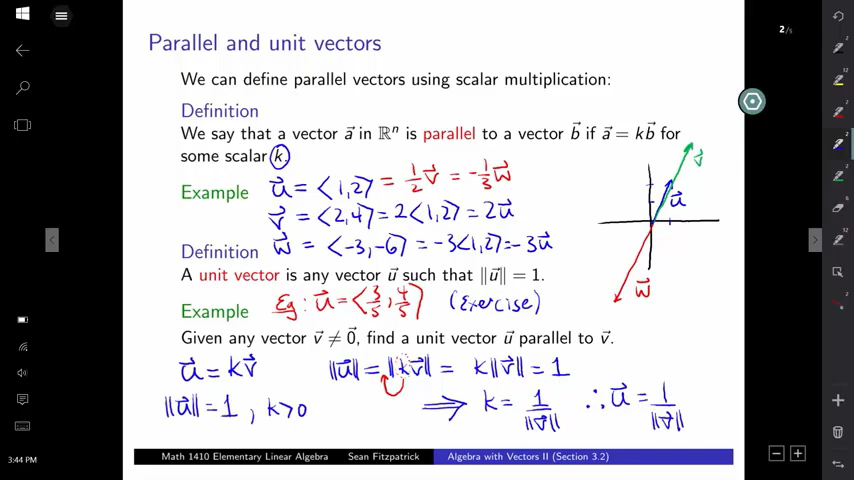 2/5
Parallel and unit vectors
We can define parallel vectors using scalar multiplication:
Definition
We say that a vector a⃗ in ℝⁿ is parallel to a vector b⃗ if a⃗ = kb⃗ for
some scalar k.
Example
u⃗ = ⟨1,2⟩ = 1/2 v⃗ = -1/3 w⃗
v⃗ = ⟨2,4⟩ = 2⟨1,2⟩ = 2u⃗
w⃗ = ⟨-3,-6⟩ = -3⟨1,2⟩ = -3u⃗
v⃗
u⃗
w⃗
Definition
A unit vector is any vector u⃗ such that ‖u⃗‖ = 1.
Example
Eg: u⃗ = ⟨3/5, 4/5⟩ (Exercise)
Given any vector v⃗ ≠ 0⃗, find a unit vector u⃗ parallel to v⃗.
u⃗ = kv⃗ ‖u⃗‖ = ‖kv⃗‖ = k‖v⃗‖ = 1
‖u⃗‖ = 1, k>0 ⟹ k = 1/‖v⃗‖ ∴ u⃗ = 1/‖v⃗‖
Math 1410 Elementary Linear Algebra Sean Fitzpatrick Algebra with Vectors II (Section 3.2)
3:44 PM